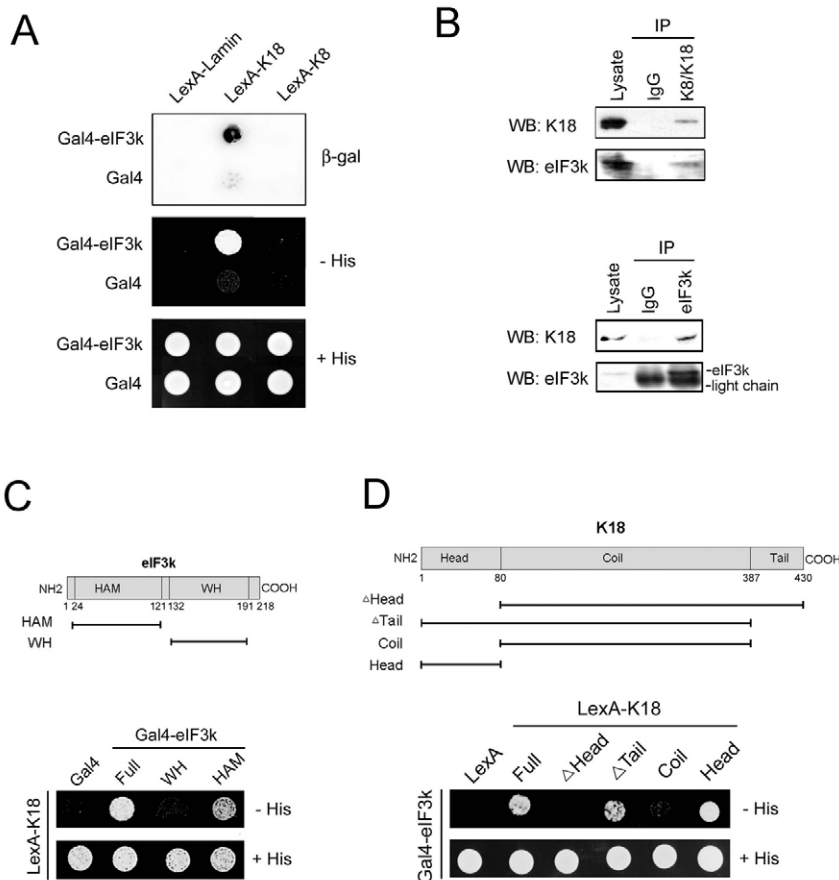 A
LexA-Lamin LexA-K18 LexA-K8
Gal4-eIF3k
Gal4
β-gal
Gal4-eIF3k
Gal4
- His
Gal4-eIF3k
Gal4
+ His
B
IP
Lysate IgG K8/K18
WB: K18
WB: eIF3k
IP
Lysate IgG eIF3k
WB: K18
WB: eIF3k
-eIF3k
-light chain
C
eIF3k
NH2 HAM WH COOH
1 24 121 132 191 218
HAM
WH
Gal4-eIF3k
Gal4 Full WH HAM
LexA-K18
- His
+ His
D
K18
NH2 Head Coil Tail COOH
1 80 387 430
△Head
△Tail
Coil
Head
LexA-K18
LexA Full △Head △Tail Coil Head
Gal4-eIF3k
- His
+ His